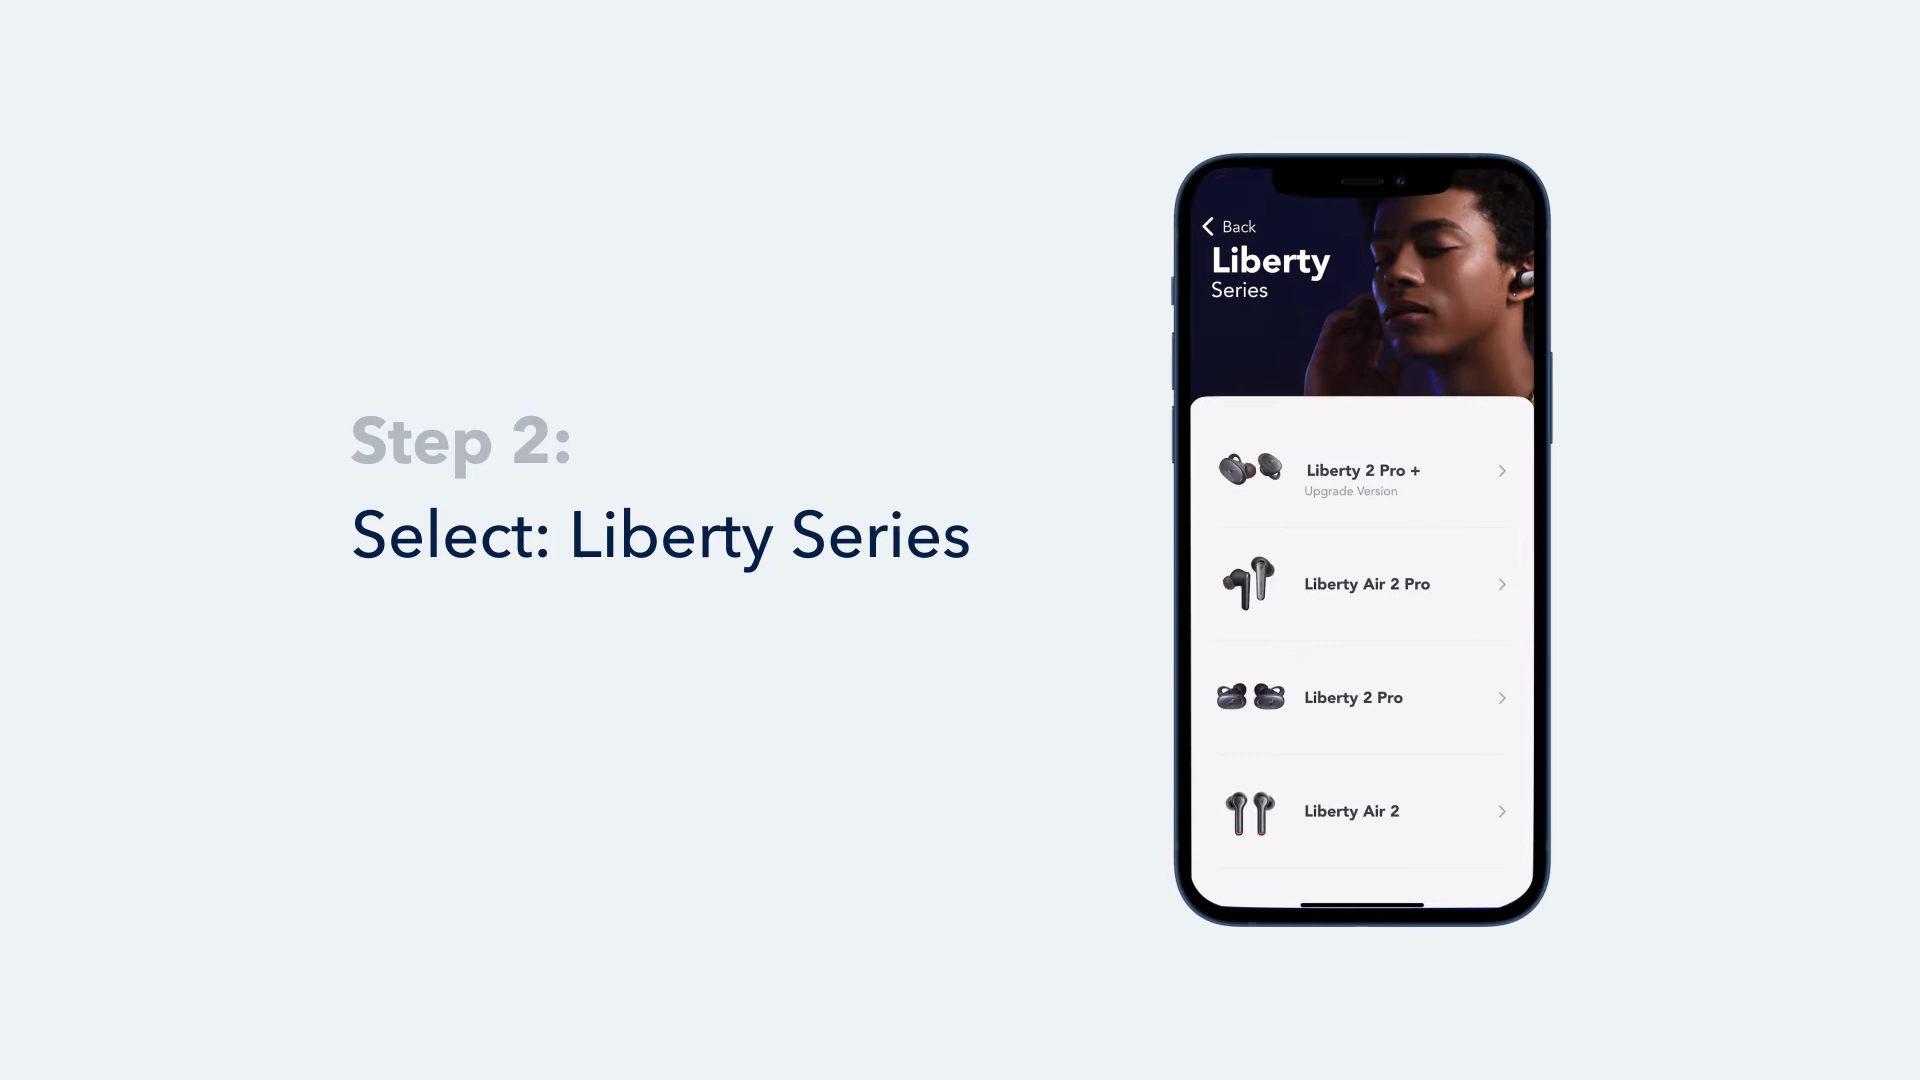 Step 2:
Select: Liberty Series
Back
Liberty
Series
Liberty 2 Pro +
Upgrade Version
Liberty Air 2 Pro
Liberty 2 Pro
Liberty Air 2